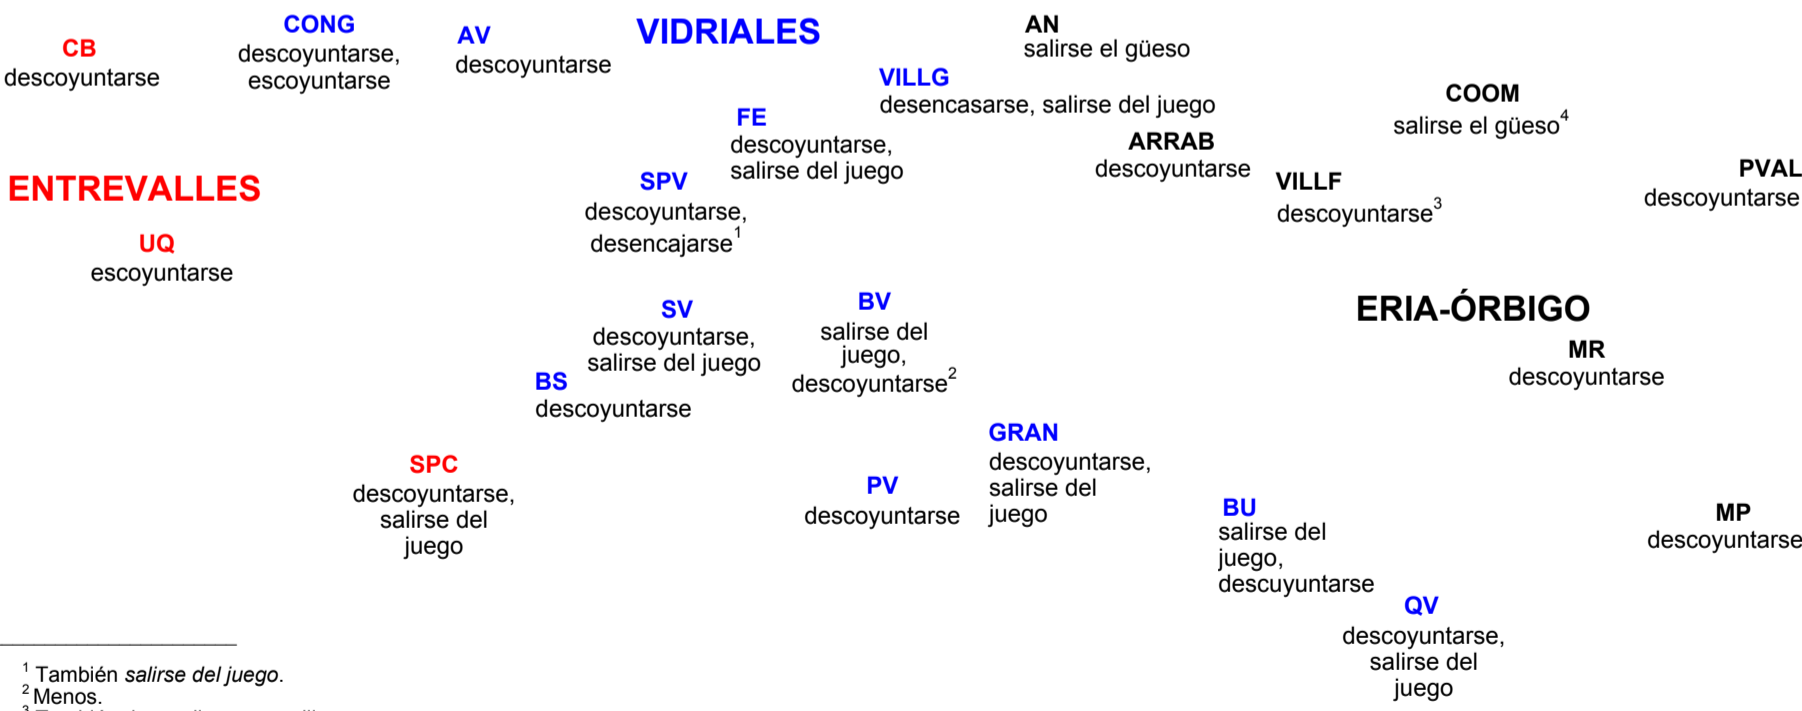 CB
descoyuntarse
CONG
descoyuntarse,
escoyuntarse
AV
descoyuntarse
VIDRIALES
AN
salirse el güeso
VILLG
desencasarse, salirse del juego
COOM
salirse el güeso⁴
FE
descoyuntarse,
salirse del juego
ARRAB
descoyuntarse
PVAL
descoyuntarse
ENTREVALLES
SPV
descoyuntarse,
desencajarse¹
VILLF
descoyuntarse³
UQ
escoyuntarse
SV
descoyuntarse,
salirse del juego
BV
salirse del
juego,
descoyuntarse²
ERIA-ÓRBIGO
MR
descoyuntarse
BS
descoyuntarse
GRAN
descoyuntarse,
salirse del
juego
SPC
descoyuntarse,
salirse del
juego
PV
descoyuntarse
BU
salirse del
juego,
descuyuntarse
MP
descoyuntarse
QV
descoyuntarse,
salirse del
juego
¹ También salirse del juego.
² Menos.